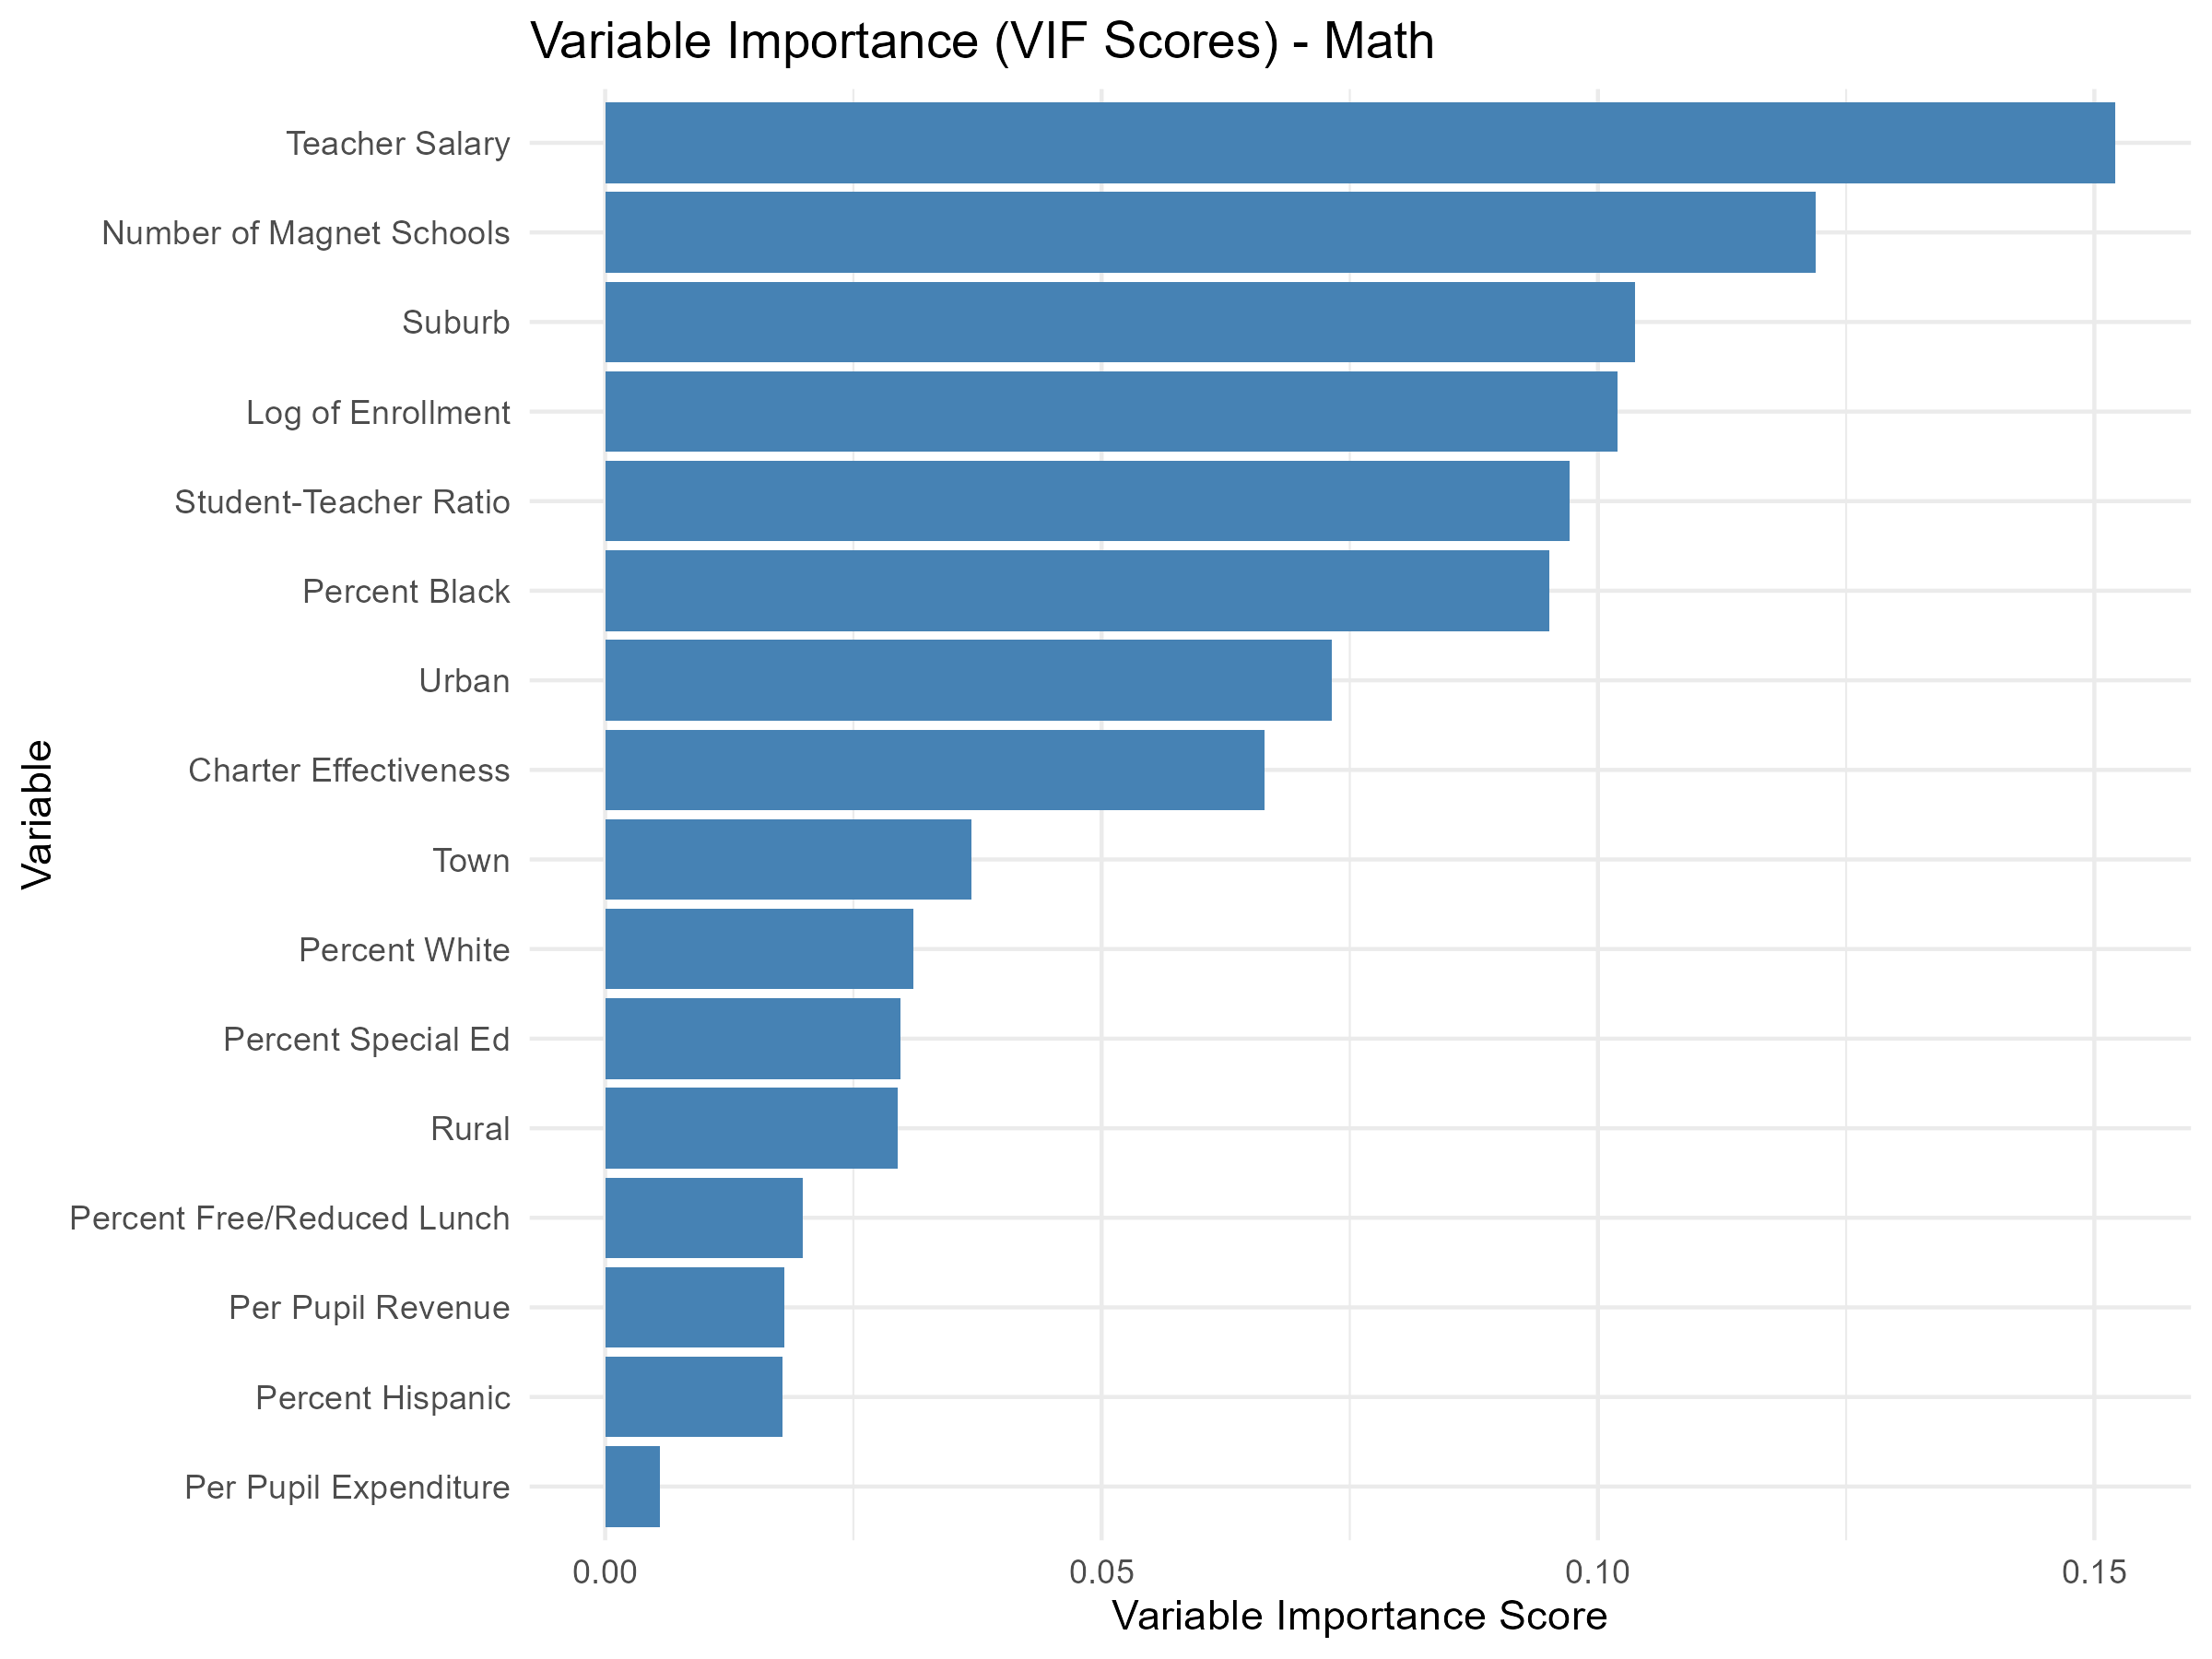 Variable Importance (VIF Scores) - Math
Variable
Teacher Salary
Number of Magnet Schools
Suburb
Log of Enrollment
Student-Teacher Ratio
Percent Black
Urban
Charter Effectiveness
Town
Percent White
Percent Special Ed
Rural
Percent Free/Reduced Lunch
Per Pupil Revenue
Percent Hispanic
Per Pupil Expenditure
0.00 0.05 0.10 0.15
Variable Importance Score